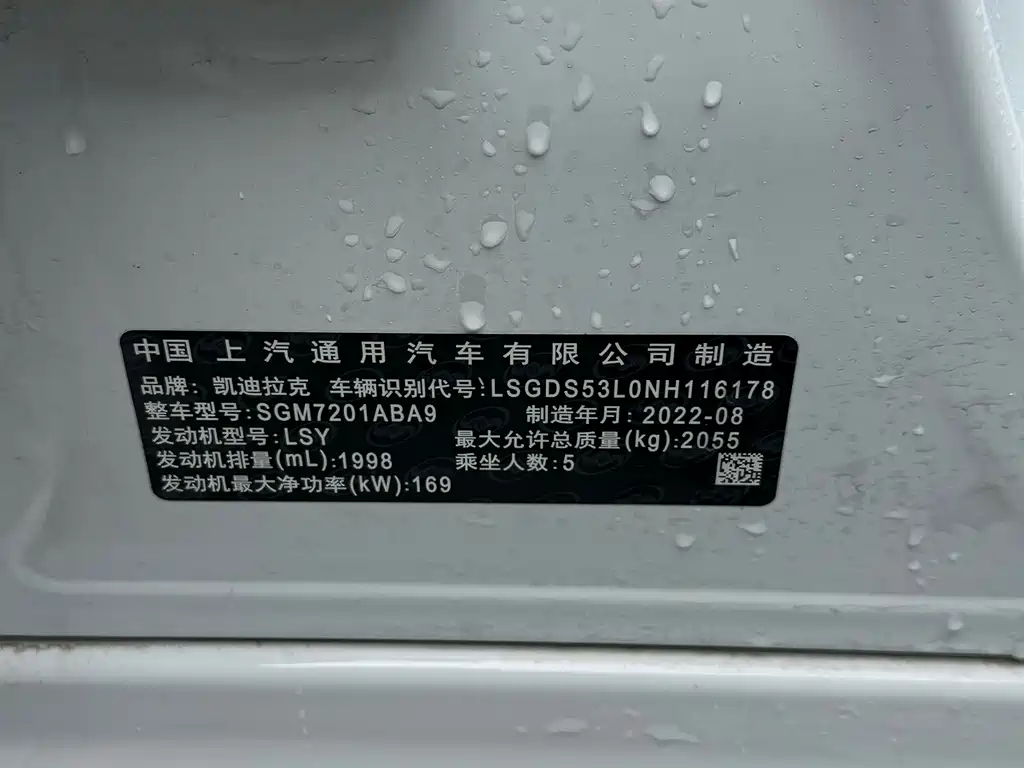 中国 上汽通用汽车有限公司制造
品牌: 凯迪拉克 车辆识别代号: LSGDS53L0NH116178
整车型号:SGM7201ABA9 制造年月: 2022-08
发动机型号:LSY 最大允许总质量(kg):2055
发动机排量(mL):1998 乘坐人数:5
发动机最大净功率(kW):169